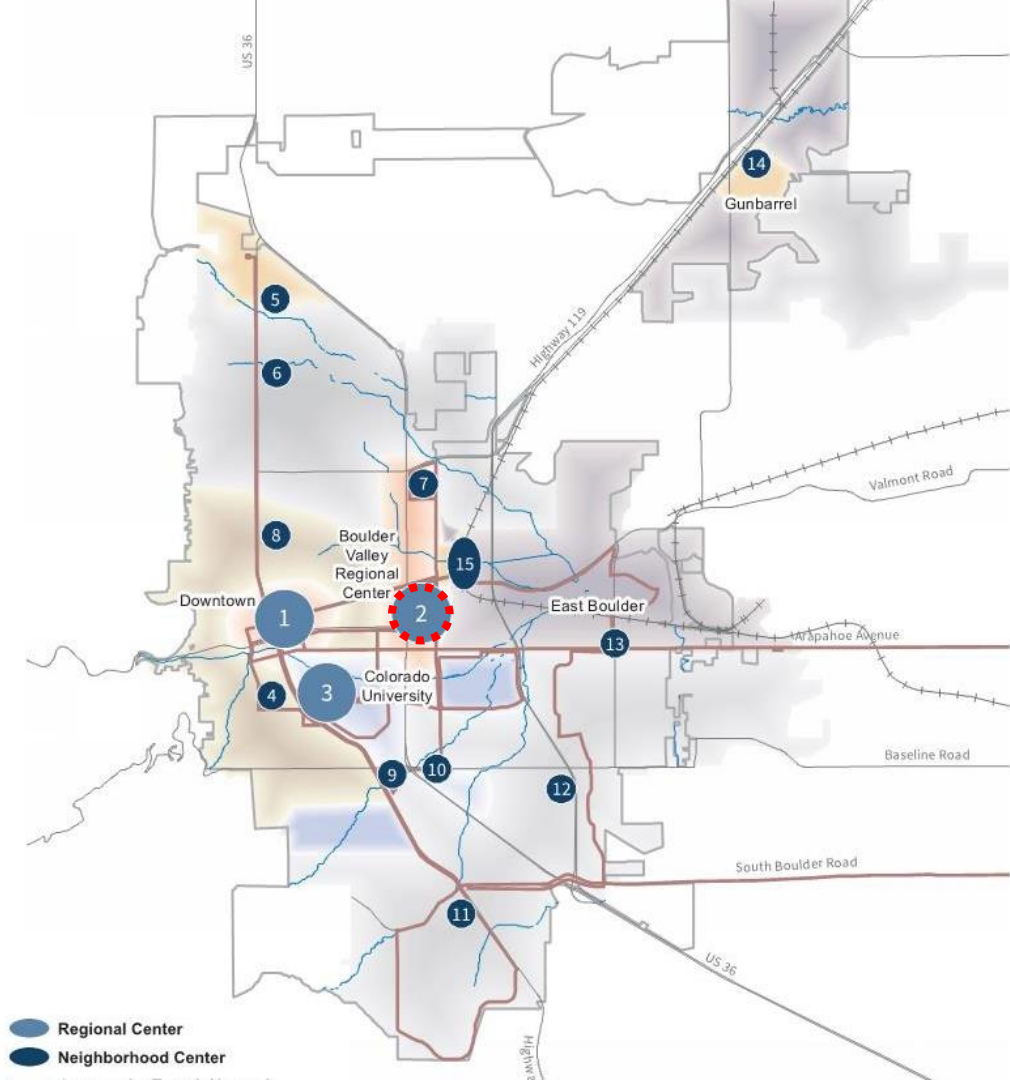 US 36
14
Gunbarrel
5
Highway 119
6
Valmont Road
7
8
Boulder
Valley
Regional
Center
15
Downtown
1
2
East Boulder
Arapahoe Avenue
13
Colorado
University
4
3
Baseline Road
9
10
12
South Boulder Road
11
US 36
Regional Center
Neighborhood Center